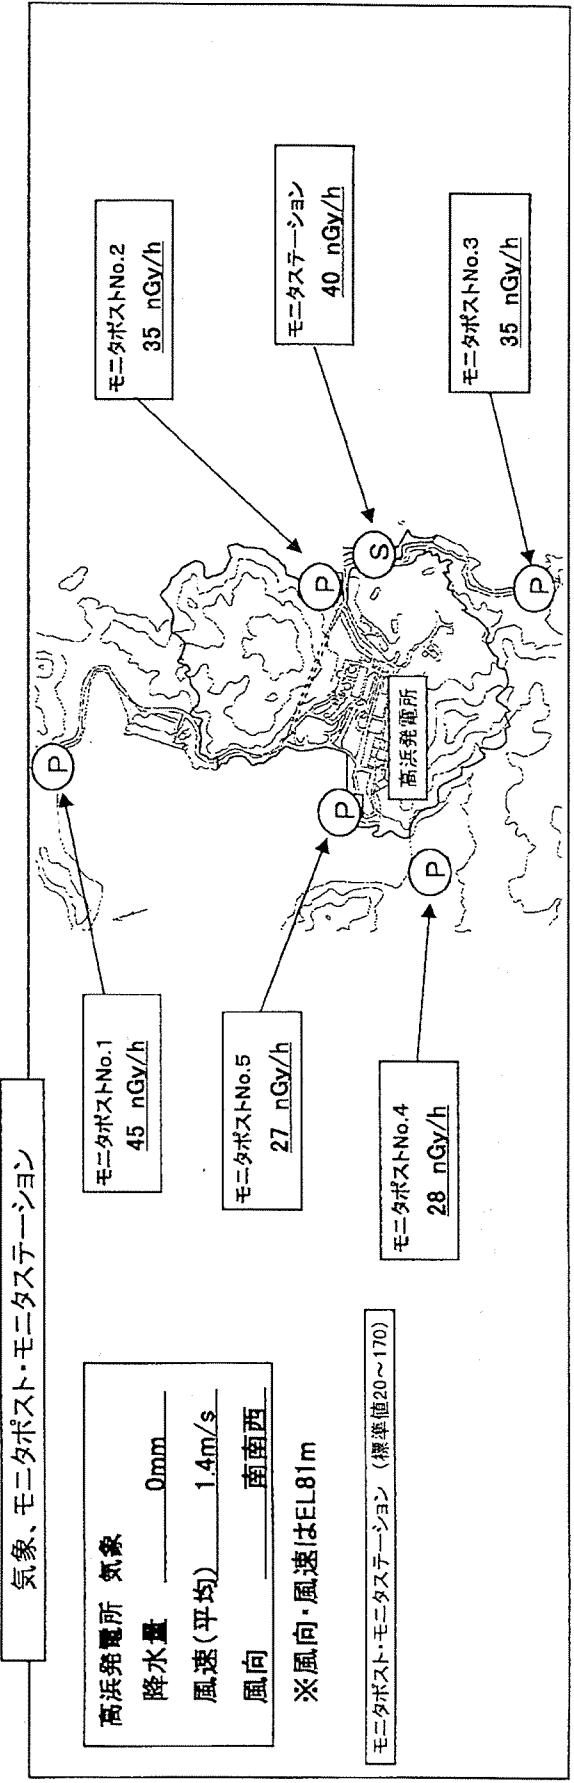 気象、モニタポスト・モニタステーション
高浜発電所 気象
降水量 0mm
風速(平均) 1.4m/s
風向 南南西
※風向・風速はEL81m
モニタポスト・モニタステーション (標準値20～170)
モニタポストNo.1
45 nGy/h
モニタポストNo.5
27 nGy/h
モニタポストNo.4
28 nGy/h
モニタポストNo.2
35 nGy/h
モニタステーション
40 nGy/h
モニタポストNo.3
35 nGy/h
P
P
P
P
S
P
高浜発電所